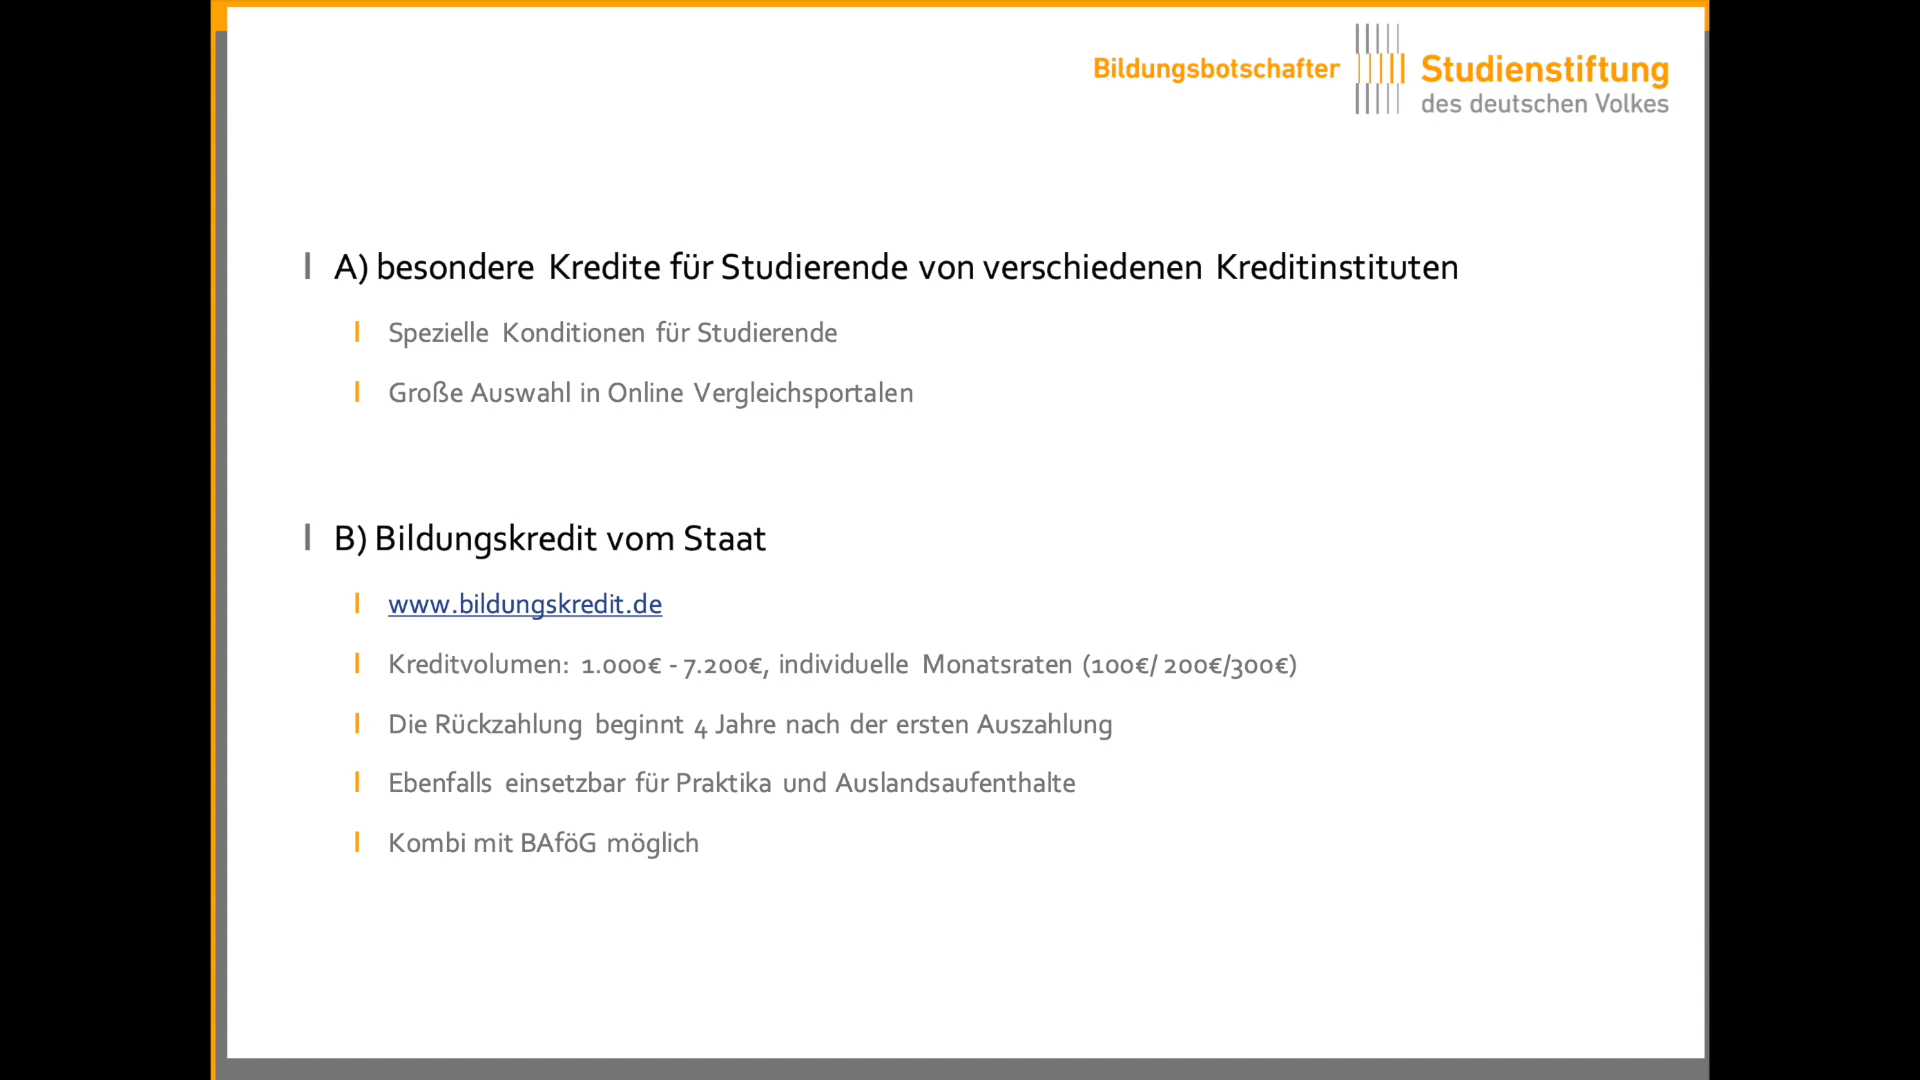 Bildungsbotschafter
Studienstiftung
des deutschen Volkes
A) besondere Kredite für Studierende von verschiedenen Kreditinstituten
Spezielle Konditionen für Studierende
Große Auswahl in Online Vergleichsportalen
B) Bildungskredit vom Staat
www.bildungskredit.de
Kreditvolumen: 1.000€ - 7.200€, individuelle Monatsraten (100€/ 200€/300€)
Die Rückzahlung beginnt 4 Jahre nach der ersten Auszahlung
Ebenfalls einsetzbar für Praktika und Auslandsaufenthalte
Kombi mit BAföG möglich